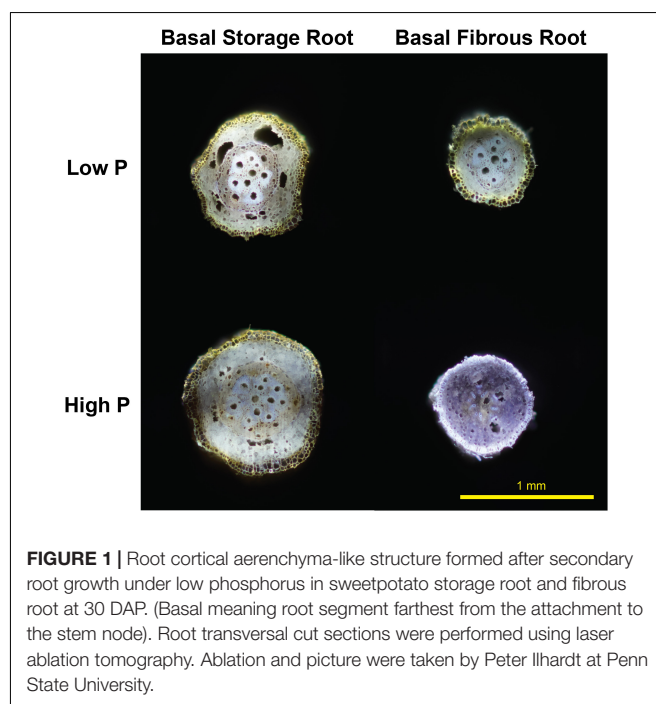 Basal Storage Root Basal Fibrous Root
Low P
High P
1 mm
FIGURE 1 | Root cortical aerenchyma-like structure formed after secondary
root growth under low phosphorus in sweetpotato storage root and fibrous
root at 30 DAP. (Basal meaning root segment farthest from the attachment to
the stem node). Root transversal cut sections were performed using laser
ablation tomography. Ablation and picture were taken by Peter Ilhardt at Penn
State University.